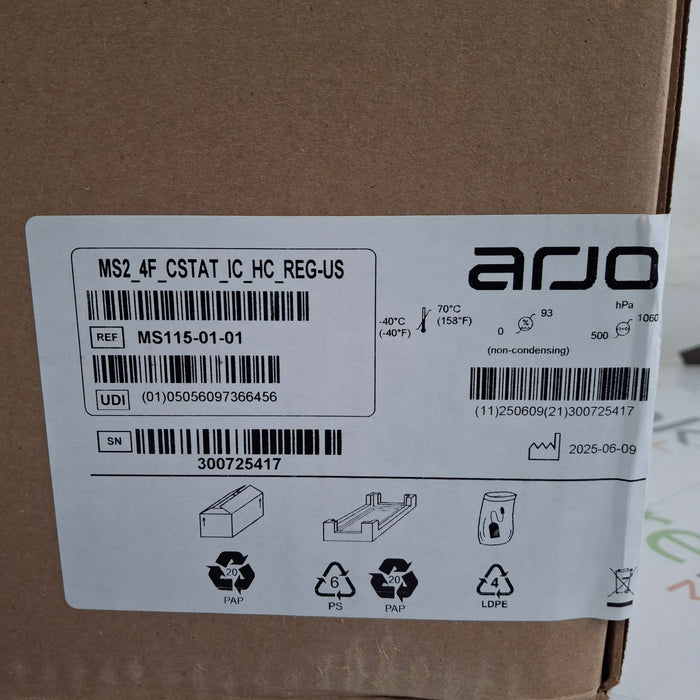 MS2_4F_CSTAT_IC_HC_REG-US
arjo
REF MS115-01-01
UDI (01)05056097366456
-40°C
(-40°F)
70°C
(158°F)
0 % 93
(non-condensing)
hPa
500 1060
(11)250609(21)300725417
SN
300725417
2025-06-09
20
PAP
6
PS
20
PAP
4
LDPE